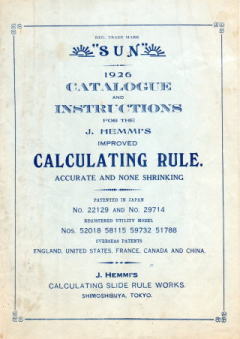 REG. TRADE MARK
"SUN"
1926
CATALOGUE
AND
INSTRUCTIONS
FOR THE
J. HEMMI'S
IMPROVED
CALCULATING RULE.
ACCURATE AND NONE SHRINKING
PATENTED IN JAPAN
No. 22129 AND No. 29714
REGISTERED UTILITY MODEL
Nos. 52018 58115 59732 51788
OVERSEAS PATENTS
ENGLAND, UNITED STATES, FRANCE, CANADA AND CHINA.
J. HEMMI'S
CALCULATING SLIDE RULE WORKS.
SHIMOSHIBUYA, TOKYO.